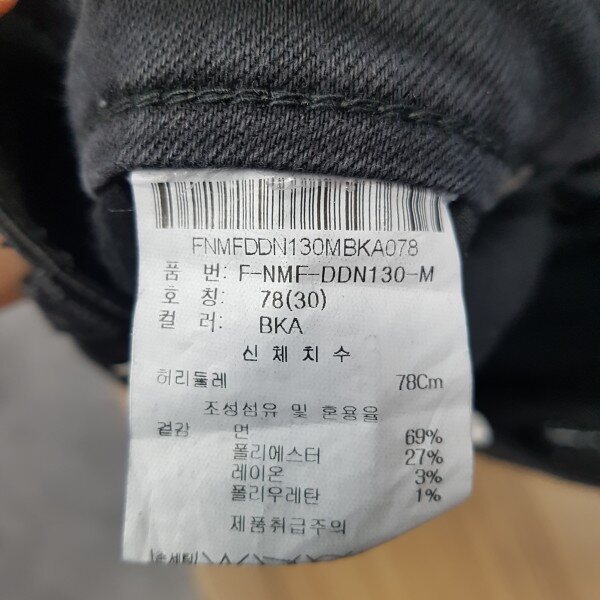 FNMFDDN130MBKA078
품 번: F-NMF-DDN130-M
호 칭: 78(30)
컬 러: BKA
신 체 치 수
허리둘레 78Cm
조성섬유 및 혼용율
겉감 면 69%
폴리에스터 27%
레이온 3%
폴리우레탄 1%
제품취급주의